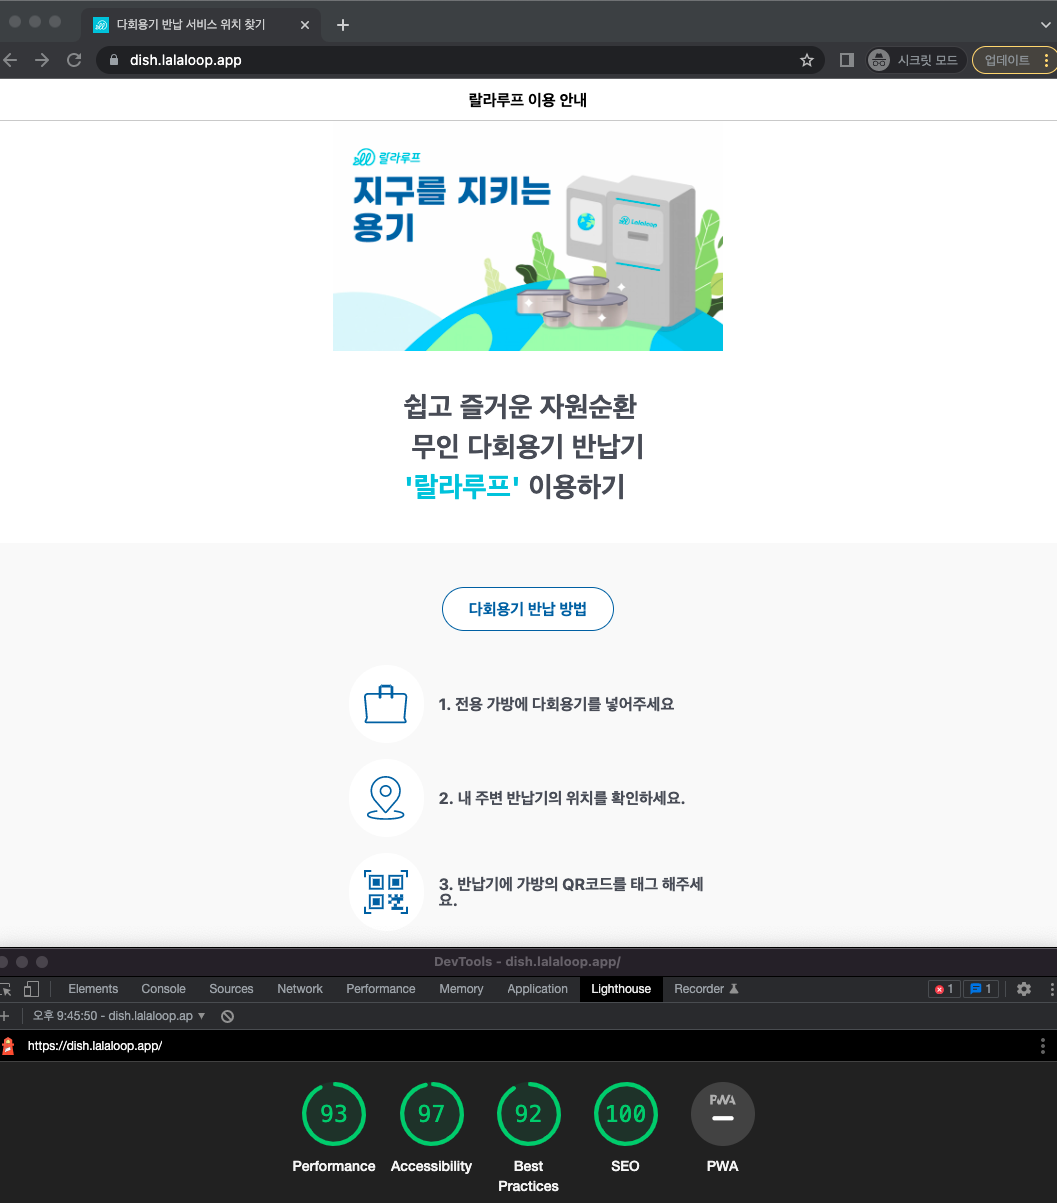 다회용기 반납 서비스 위치 찾기
dish.lalaloop.app
시크릿 모드
업데이트
랄라루프 이용 안내
랄라루프
지구를 지키는
용기
Lalaloop
쉽고 즐거운 자원순환
무인 다회용기 반납기
'랄라루프' 이용하기
다회용기 반납 방법
1. 전용 가방에 다회용기를 넣어주세요
2. 내 주변 반납기의 위치를 확인하세요.
3. 반납기에 가방의 QR코드를 태그 해주세
요.
DevTools - dish.lalaloop.app/
Elements Console Sources Network Performance Memory Application Lighthouse Recorder 1 1
오후 9:45:50 - dish.lalaloop.ap
https://dish.lalaloop.app/
93 97 92 100 PWA
Performance Accessibility Best Practices SEO PWA